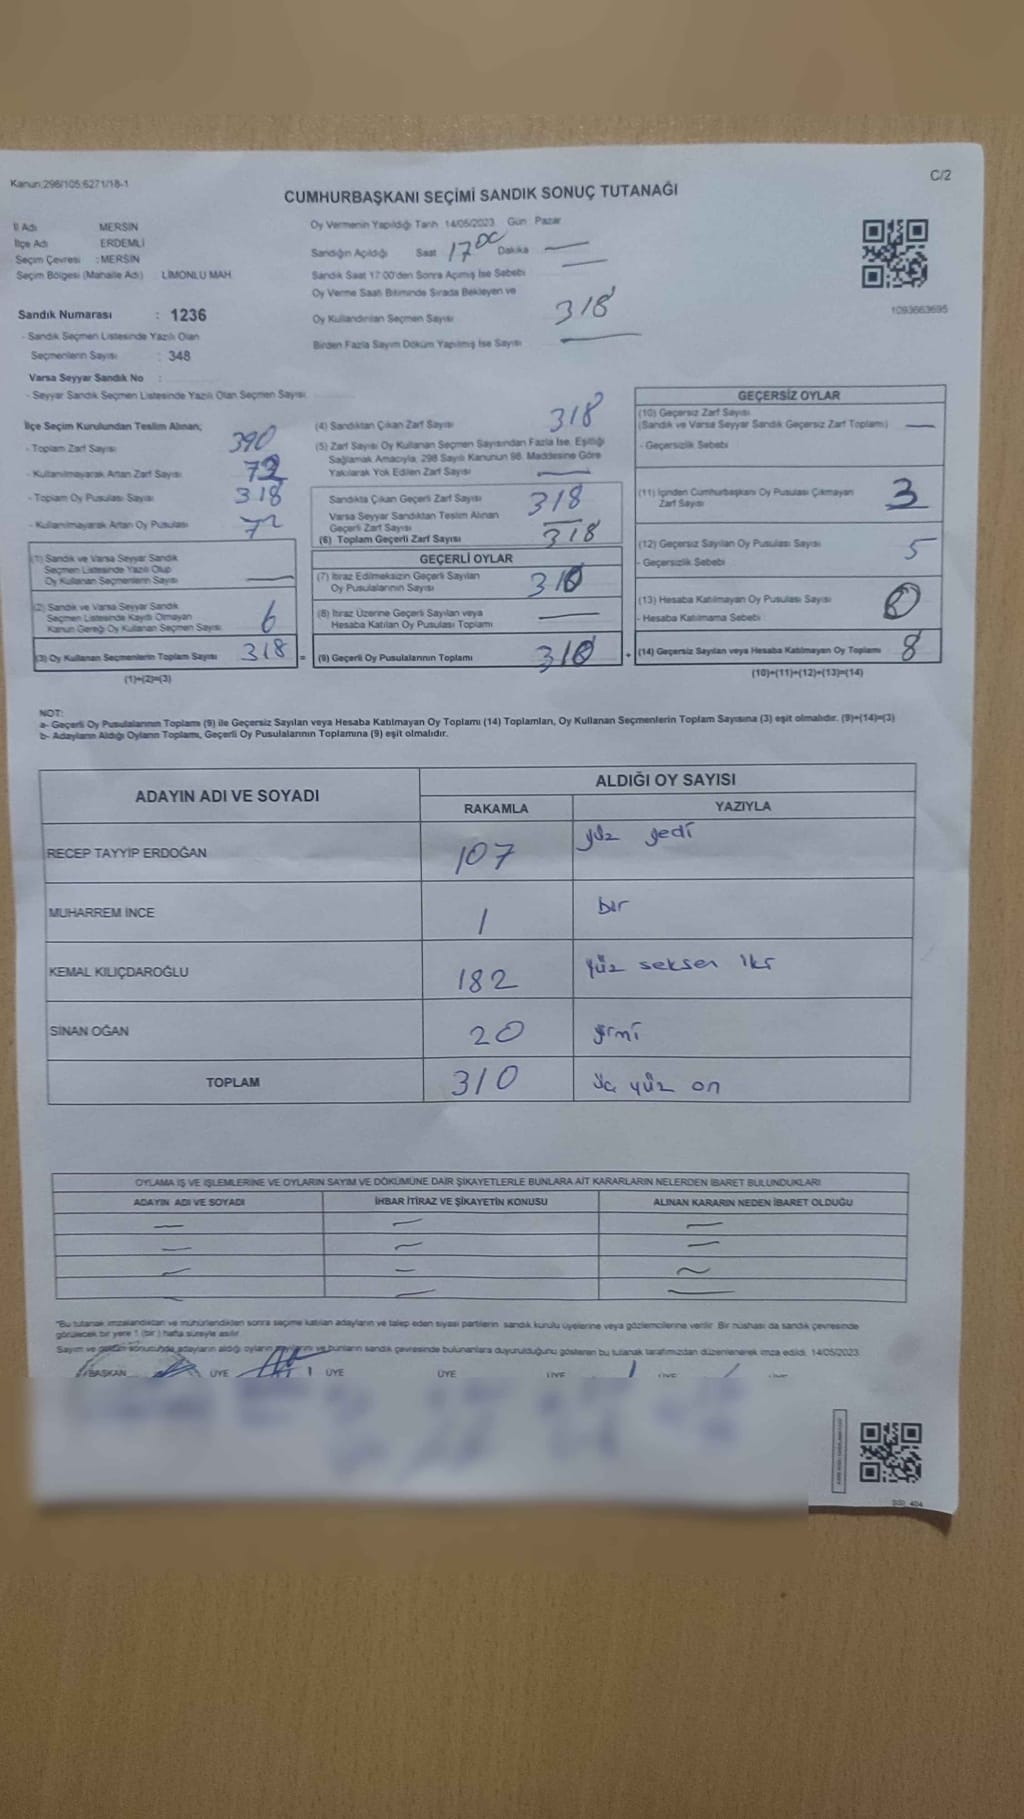 Kanun:298/105:6271/18-1
C/2
CUMHURBAŞKANI SEÇİMİ SANDIK SONUÇ TUTANAĞI
İl Adı MERSİN
İlçe Adı ERDEMLİ
Seçim Çevresi : MERSİN
Seçim Bölgesi (Mahalle Adı) : LİMONLU MAH.
Sandık Numarası : 1236
- Sandık Seçmen Listesinde Yazılı Olan
Seçmenlerin Sayısı : 348
Varsa Seyyar Sandık No :
- Seyyar Sandık Seçmen Listesinde Yazılı Olan Seçmen Sayısı
Oy Vermenin Yapıldığı Tarih 14/05/2023 Gün Pazar
Sandığın Açıldığı Saat 17 00 Dakika —
Sandık Saat 17:00'den Sonra Açılmış İse Sebebi —
Oy Verme Saati Bitiminde Sırada Bekleyen ve
Oy Kullandırılan Seçmen Sayısı 318
Birden Fazla Sayım Döküm Yapılmış İse Sayısı —
1093663695
İlçe Seçim Kurulundan Teslim Alınan;
- Toplam Zarf Sayısı 390
- Kullanılmayarak Artan Zarf Sayısı 72
- Toplam Oy Pusulası Sayısı 318
- Kullanılmayarak Artan Oy Pusulası 72
(1) Sandık ve Varsa Seyyar Sandık
Seçmen Listesinde Yazılı Olup
Oy Kullanan Seçmenlerin Sayısı —
(2) Sandık ve Varsa Seyyar Sandık
Seçmen Listesinde Kaydı Olmayan
Kanun Gereği Oy Kullanan Seçmen Sayısı 6
(3) Oy Kullanan Seçmenlerin Toplam Sayısı 318 =
(1)+(2)=(3)
(4) Sandıktan Çıkan Zarf Sayısı 318
(5) Zarf Sayısı Oy Kullanan Seçmen Sayısından Fazla İse, Eşitliği
Sağlamak Amacıyla, 298 Sayılı Kanunun 98. Maddesine Göre
Yakılarak Yok Edilen Zarf Sayısı —
Sandıkta Çıkan Geçerli Zarf Sayısı 318
Varsa Seyyar Sandıktan Teslim Alınan
Geçerli Zarf Sayısı —
(6) Toplam Geçerli Zarf Sayısı 318
GEÇERLİ OYLAR
(7) İtiraz Edilmeksizin Geçerli Sayılan
Oy Pusulalarının Sayısı 310
(8) İtiraz Üzerine Geçerli Sayılan veya
Hesaba Katılan Oy Pusulası Toplamı —
(9) Geçerli Oy Pusulalarının Toplamı 310 +
GEÇERSİZ OYLAR
(10) Geçersiz Zarf Sayısı
(Sandık ve Varsa Seyyar Sandık Geçersiz Zarf Toplamı) —
- Geçersizlik Sebebi
(11) İçinden Cumhurbaşkanı Oy Pusulası Çıkmayan
Zarf Sayısı 3
(12) Geçersiz Sayılan Oy Pusulası Sayısı 5
- Geçersizlik Sebebi
(13) Hesaba Katılmayan Oy Pusulası Sayısı 0
- Hesaba Katılmama Sebebi
(14) Geçersiz Sayılan veya Hesaba Katılmayan Oy Toplamı 8
(10)+(11)+(12)+(13)=(14)
NOT:
a- Geçerli Oy Pusulalarının Toplamı (9) ile Geçersiz Sayılan veya Hesaba Katılmayan Oy Toplamı (14) Toplamları, Oy Kullanan Seçmenlerin Toplam Sayısına (3) eşit olmalıdır. (9)+(14)=(3)
b- Adayların Aldığı Oyların Toplamı, Geçerli Oy Pusulalarının Toplamına (9) eşit olmalıdır.
ADAYIN ADI VE SOYADI
ALDIĞI OY SAYISI
RAKAMLA YAZIYLA
RECEP TAYYİP ERDOĞAN 107 yüz yedi
MUHARREM İNCE 1 bir
KEMAL KILIÇDAROĞLU 182 yüz seksen iki
SİNAN OĞAN 20 yirmi
TOPLAM 310 üç yüz on
OYLAMA İŞ VE İŞLEMLERİNE VE OYLARIN SAYIM VE DÖKÜMÜNE DAİR ŞİKAYETLERLE BUNLARA AİT KARARLARIN NELERDEN İBARET BULUNDUKLARI
ADAYIN ADI VE SOYADI İHBAR İTİRAZ VE ŞİKAYETİN KONUSU ALINAN KARARIN NEDEN İBARET OLDUĞU
"Bu tutanak imzalandıktan ve mühürlendikten sonra seçime katılan adayların ve talep eden siyasi partilerin sandık kurulu üyelerine veya gözlemcilerine verilir. Bir nüshası da sandık çevresinde
görülecek bir yere 1 (bir) hafta süreyle asılır.
Sayım ve döküm sonucunda adayların aldığı oyların sayılarını ve bunların sandık çevresinde bulunanlara duyurulduğunu gösteren bu tutanak tarafımızdan düzenlenerek imza edildi. 14/05/2023
BAŞKAN ÜYE ÜYE ÜYE ÜYE ÜYE